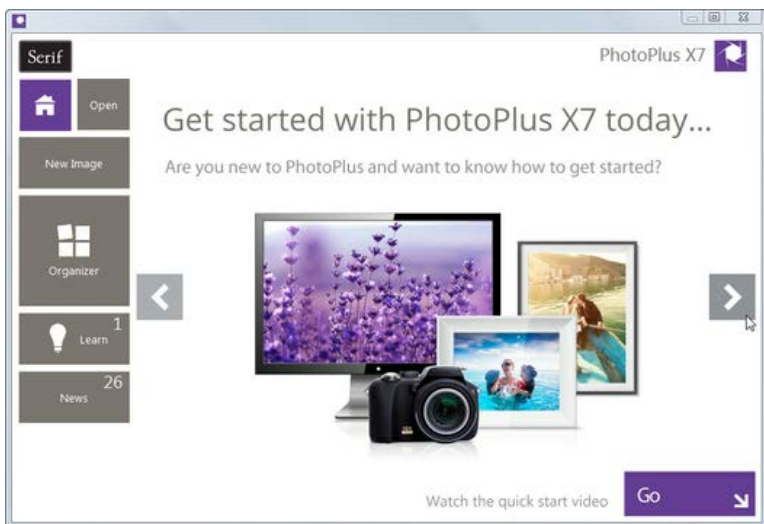 Serif
PhotoPlus X7
Open
Get started with PhotoPlus X7 today...
New Image
Are you new to PhotoPlus and want to know how to get started?
Organizer
1
Learn
26
News
Watch the quick start video
Go